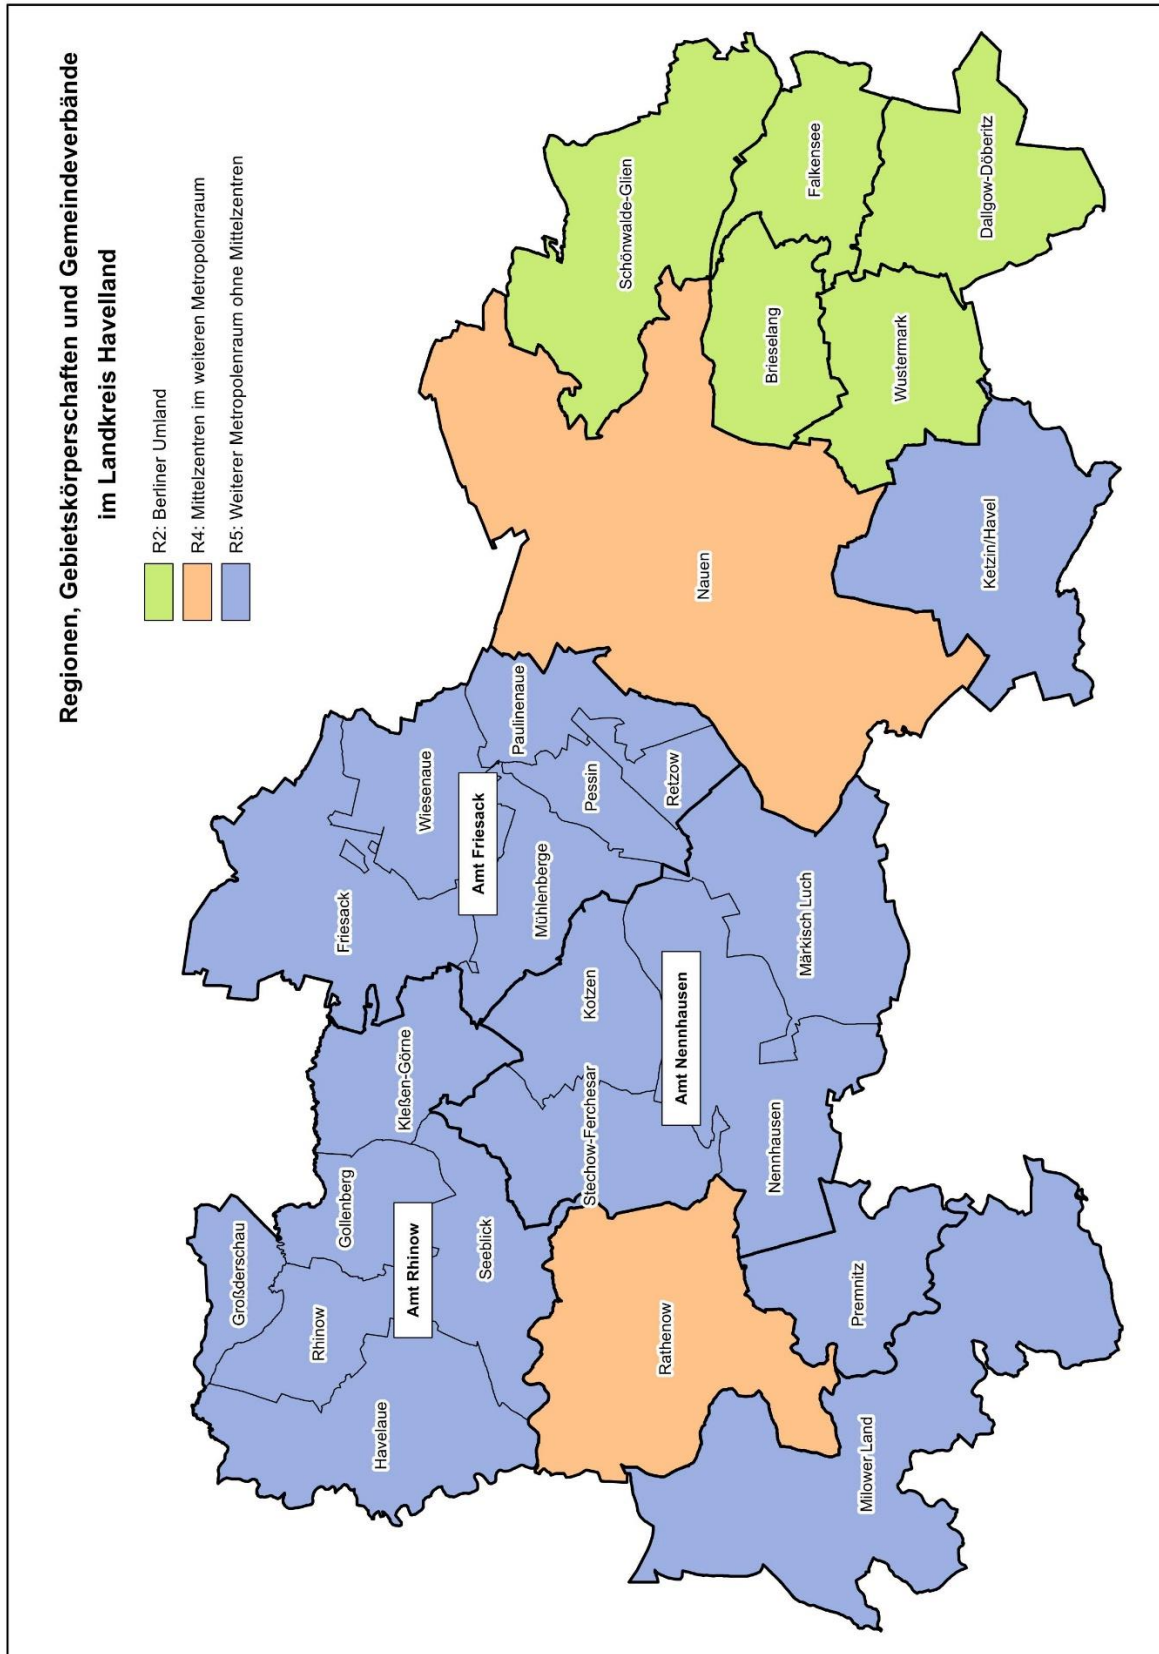 Regionen, Gebietskörperschaften und Gemeindeverbände
im Landkreis Havelland
R2: Berliner Umland
R4: Mittelzentren im weiteren Metropolenraum
R5: Weiterer Metropolenraum ohne Mittelzentren
Großderschau
Rhinow
Gollenberg
Havelaue
Amt Rhinow
Kleßen-Görne
Seeblick
Friesack
Wiesenaue
Amt Friesack
Paulinenaue
Mühlenberge
Pessin
Retzow
Kotzen
Stechow-Ferchesar
Amt Nennhausen
Märkisch Luch
Nennhausen
Rathenow
Premnitz
Milower Land
Nauen
Schönwalde-Glien
Brieselang
Falkensee
Wustermark
Dallgow-Döberitz
Ketzin/Havel